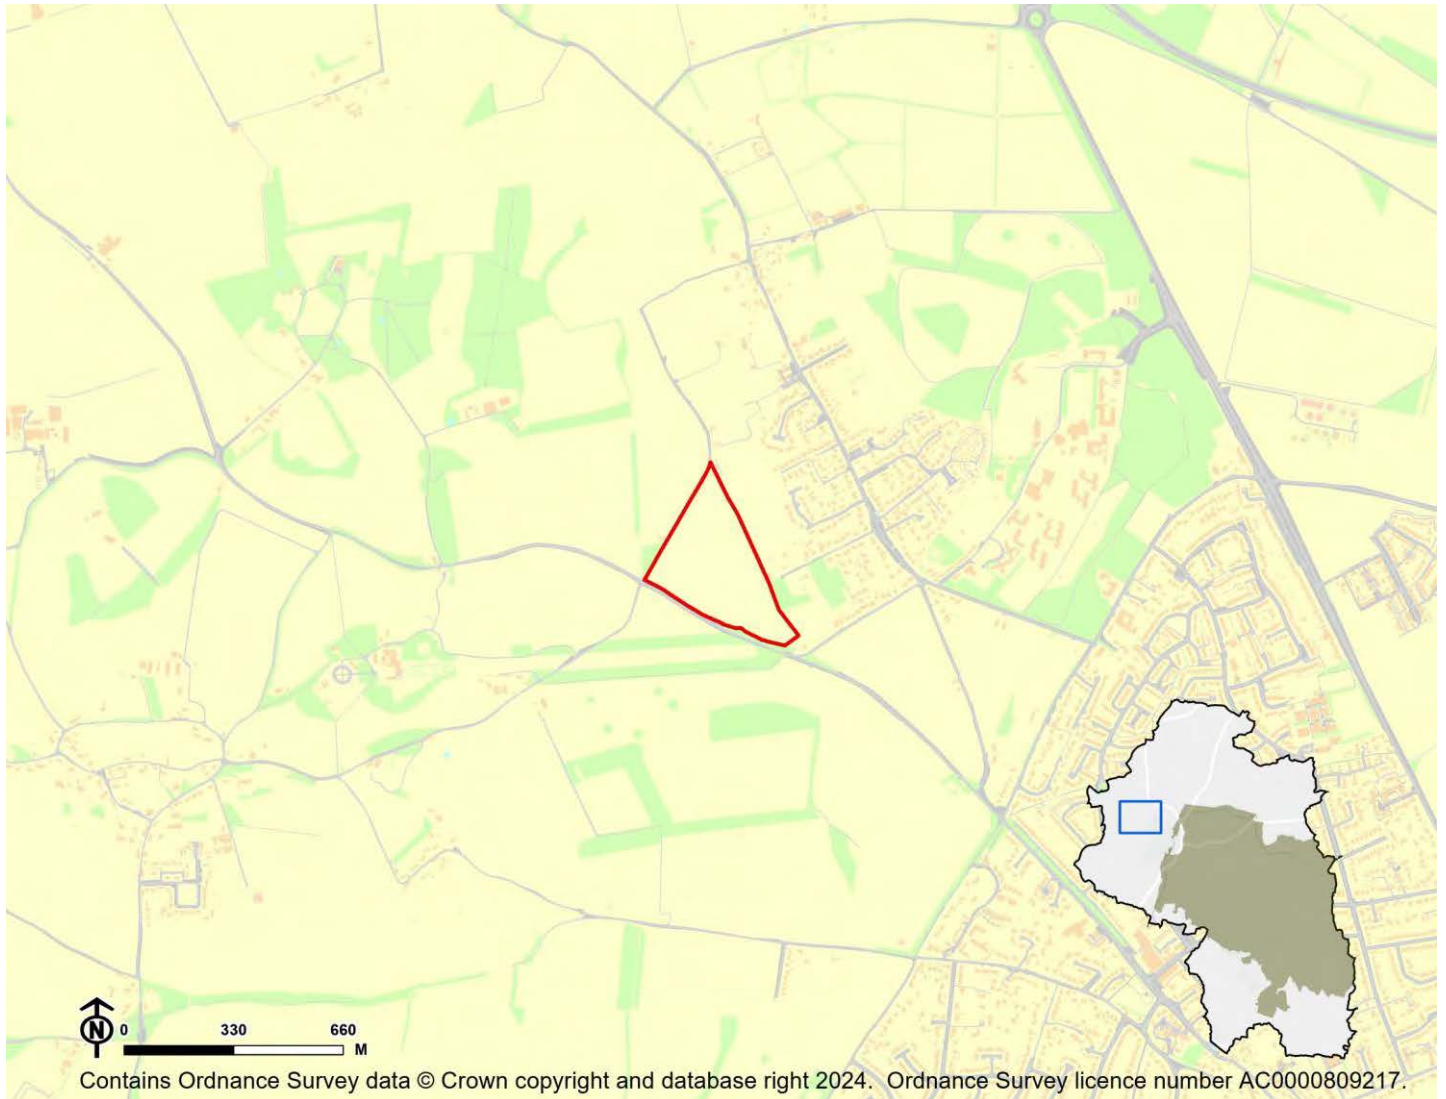 N
0 330 660
M
Contains Ordnance Survey data © Crown copyright and database right 2024. Ordnance Survey licence number AC0000809217.